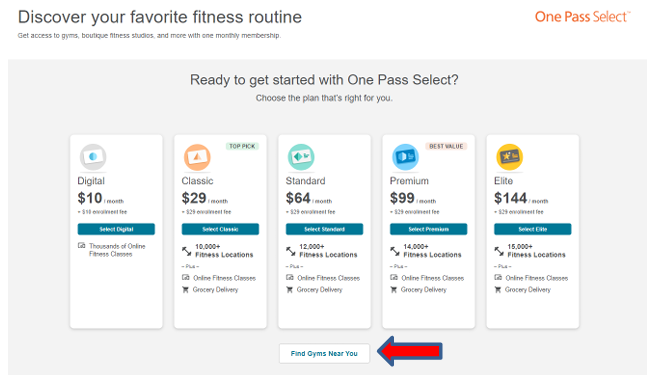 Discover your favorite fitness routine
One Pass Select™
Get access to gyms, boutique fitness studios, and more with one monthly membership.
Ready to get started with One Pass Select?
Choose the plan that's right for you.
Digital
$10 / month
+ $10 enrollment fee
Select Digital
Thousands of Online
Fitness Classes
TOP PICK
Classic
$29 / month
+ $29 enrollment fee
Select Classic
10,000+
Fitness Locations
- Plus -
Online Fitness Classes
Grocery Delivery
Standard
$64 / month
+ $29 enrollment fee
Select Standard
12,000+
Fitness Locations
- Plus -
Online Fitness Classes
Grocery Delivery
BEST VALUE
Premium
$99 / month
+ $29 enrollment fee
Select Premium
14,000+
Fitness Locations
- Plus -
Online Fitness Classes
Grocery Delivery
Elite
$144 / month
+ $29 enrollment fee
Select Elite
15,000+
Fitness Locations
- Plus -
Online Fitness Classes
Grocery Delivery
Find Gyms Near You